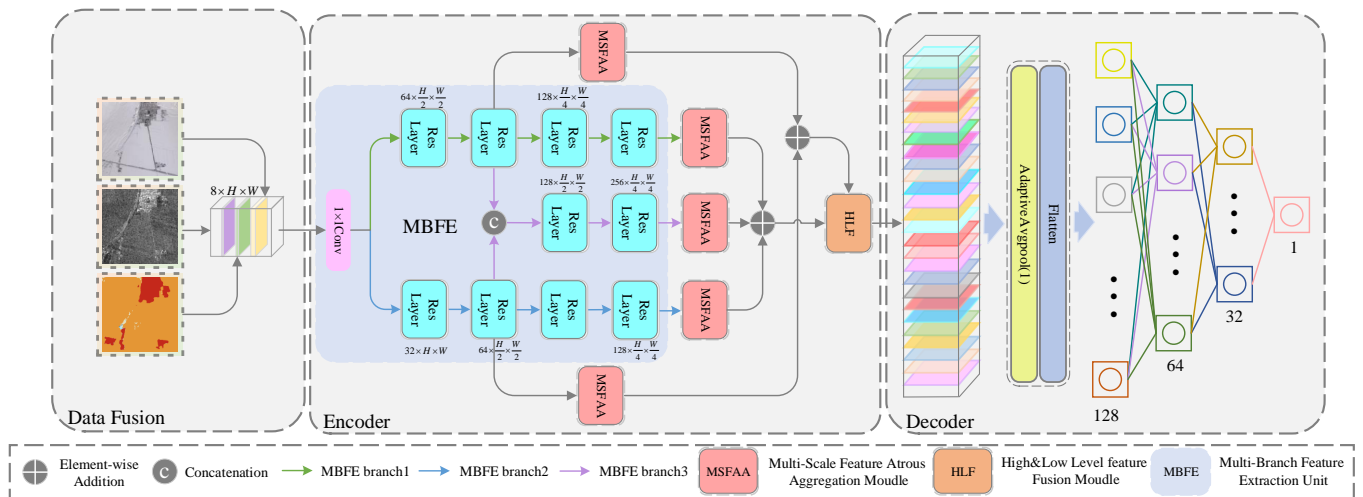 8×H×W
Data Fusion
1×1Conv
MBFE
64×H/2×W/2
128×H/4×W/4
Res Layer
Res Layer
Res Layer
Res Layer
128×H/2×W/2
256×H/4×W/4
C
Res Layer
Res Layer
Res Layer
Res Layer
Res Layer
Res Layer
32×H×W
64×H/2×W/2
128×H/4×W/4
MSFAA
MSFAA
MSFAA
MSFAA
MSFAA
HLF
Encoder
AdaptiveAvgpool(1)
Flatten
128
64
32
1
Decoder
Element-wise
Addition
C
Concatenation
MBFE branch1
MBFE branch2
MBFE branch3
MSFAA
Multi-Scale Feature Atrous
Aggregation Moudle
HLF
High&Low Level feature
Fusion Moudle
MBFE
Multi-Branch Feature
Extraction Unit